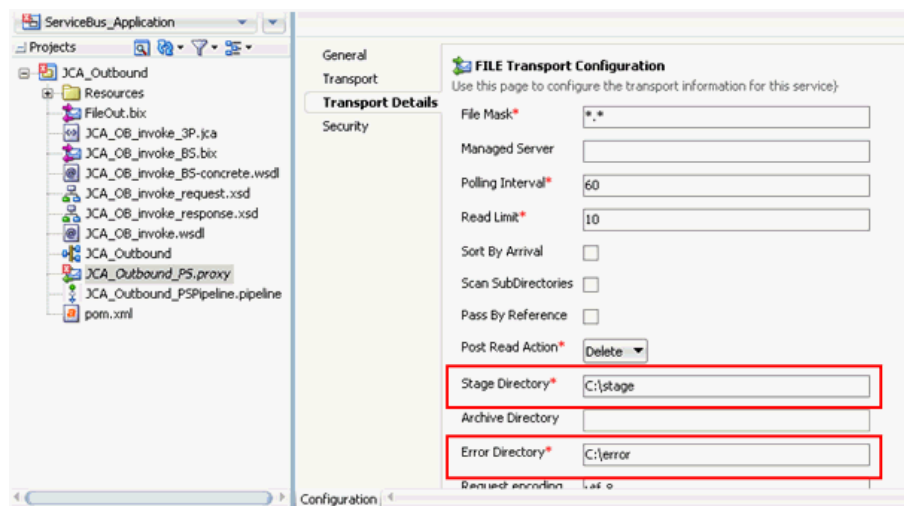 ServiceBus_Application
Projects
JCA_Outbound
Resources
FileOut.bix
JCA_OB_invoke_3P.jca
JCA_OB_invoke_BS.bix
JCA_OB_invoke_BS-concrete.wsdl
JCA_OB_invoke_request.xsd
JCA_OB_invoke_response.xsd
JCA_OB_invoke.wsdl
JCA_Outbound
JCA_Outbound_PS.proxy
JCA_Outbound_PSPipeline.pipeline
pom.xml
General
Transport
Transport Details
Security
FILE Transport Configuration
Use this page to configure the transport information for this service}
File Mask* *.*
Managed Server
Polling Interval* 60
Read Limit* 10
Sort By Arrival
Scan SubDirectories
Pass By Reference
Post Read Action* Delete
Stage Directory* C:\stage
Archive Directory
Error Directory* C:\error
Request encoding
Configuration